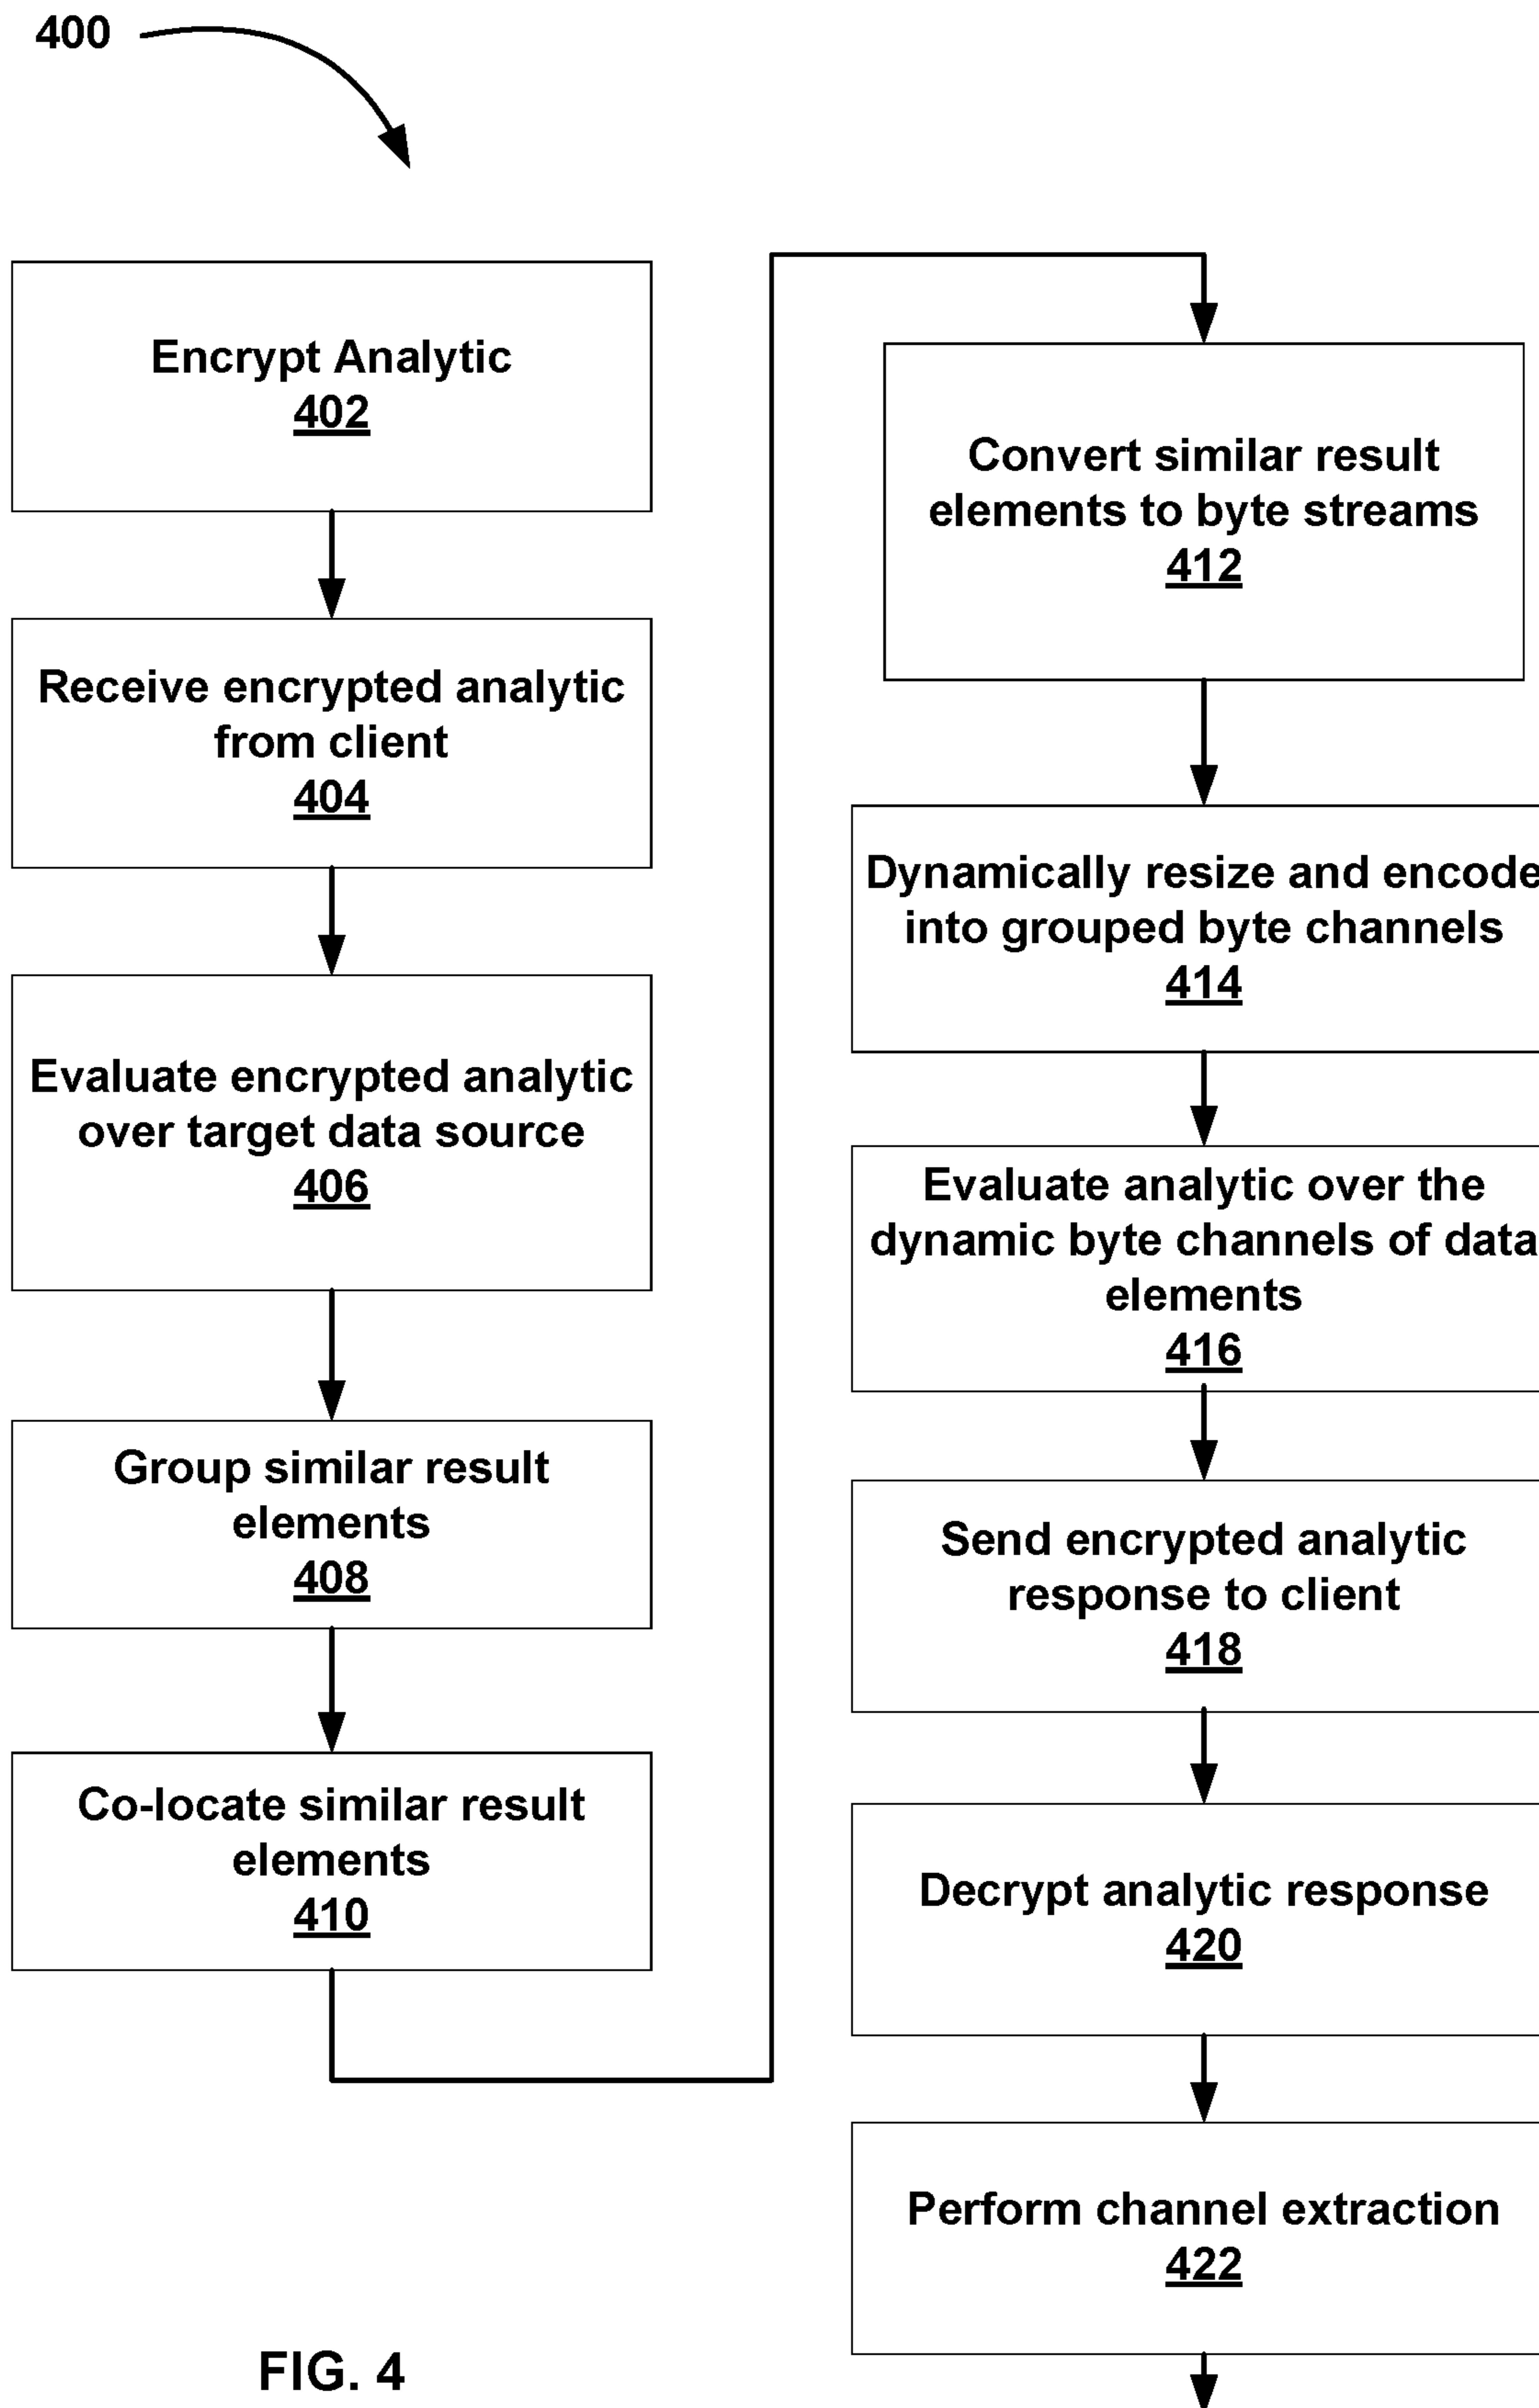 400
Encrypt Analytic
402
Receive encrypted analytic
from client
404
Evaluate encrypted analytic
over target data source
406
Group similar result
elements
408
Co-locate similar result
elements
410
Convert similar result
elements to byte streams
412
Dynamically resize and encode
into grouped byte channels
414
Evaluate analytic over the
dynamic byte channels of data
elements
416
Send encrypted analytic
response to client
418
Decrypt analytic response
420
Perform channel extraction
422
FIG. 4